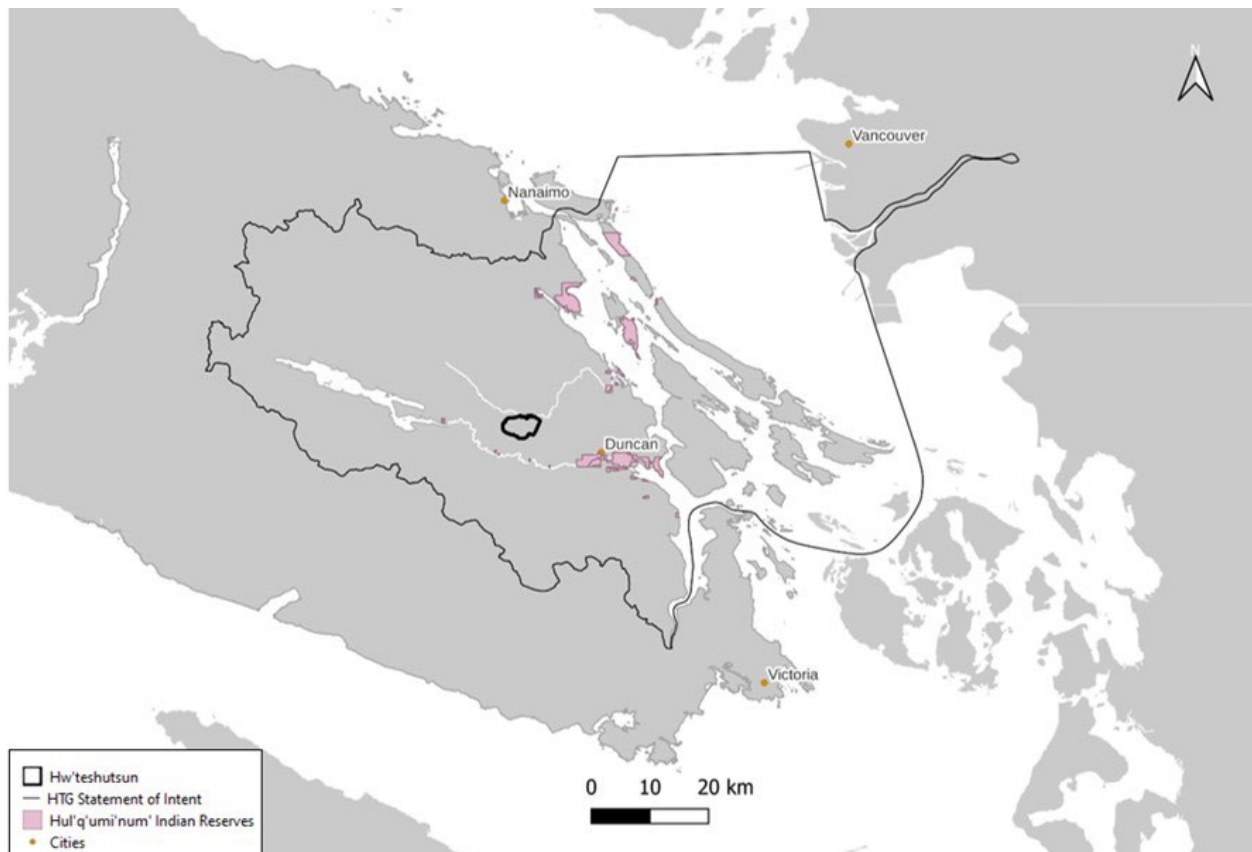 N
Vancouver
Nanaimo
Duncan
Victoria
Hw'teshutsun
HTG Statement of Intent
Hul'q'umi'num' Indian Reserves
Cities
0 10 20 km